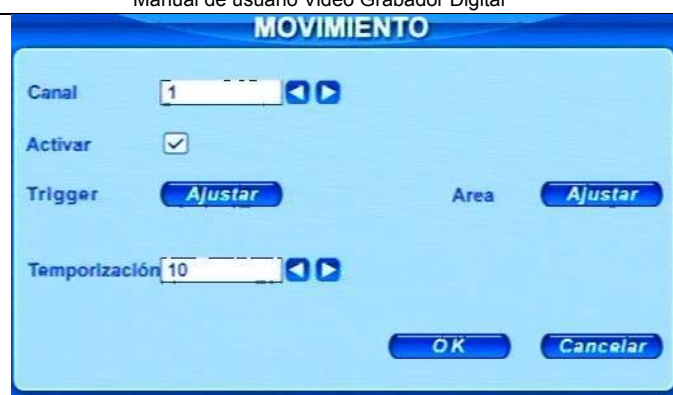 Manual de usuario Video Grabador Digital
MOVIMIENTO
Canal 1
Activar
Trigger Ajustar Area Ajustar
Temporización 10
OK Cancelar